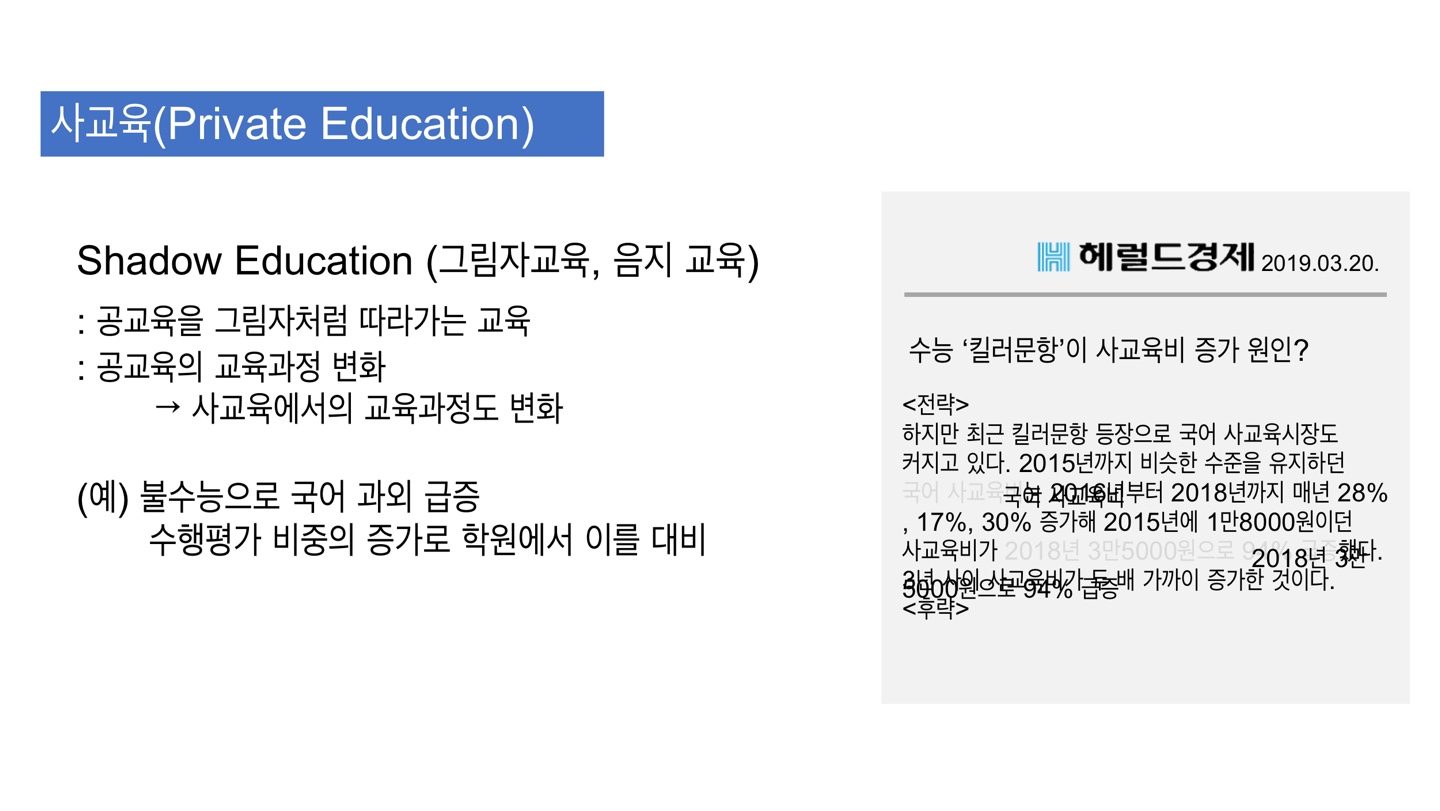 사교육(Private Education)
Shadow Education (그림자교육, 음지 교육)
: 공교육을 그림자처럼 따라가는 교육
: 공교육의 교육과정 변화
→ 사교육에서의 교육과정도 변화
(예) 불수능으로 국어 과외 급증
수행평가 비중의 증가로 학원에서 이를 대비
헤럴드경제 2019.03.20.
수능 ‘킬러문항’이 사교육비 증가 원인?
<전략>
하지만 최근 킬러문항 등장으로 국어 사교육시장도
커지고 있다. 2015년까지 비슷한 수준을 유지하던
국어 사교육비는 2016년부터 2018년까지 매년 28%
국어 사교육비
, 17%, 30% 증가해 2015년에 1만8000원이던
사교육비가 2018년 3만5000원으로 94% 급증했다.
2018년 3만
3년 사이 사교육비가 두 배 가까이 증가한 것이다.
5000원으로 94% 급증
<후략>